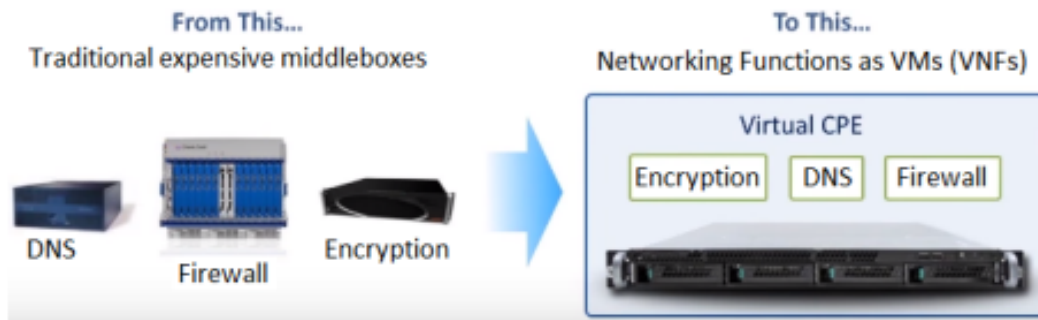 From This...
Traditional expensive middleboxes
DNS
Firewall
Encryption
To This...
Networking Functions as VMs (VNFs)
Virtual CPE
Encryption
DNS
Firewall